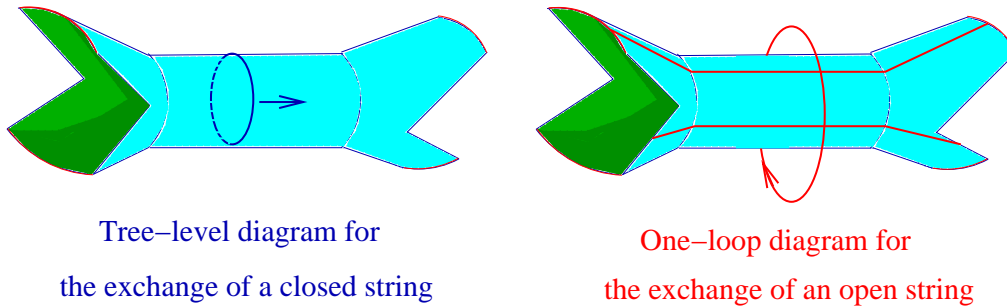 Tree−level diagram for
the exchange of a closed string
One−loop diagram for
the exchange of an open string